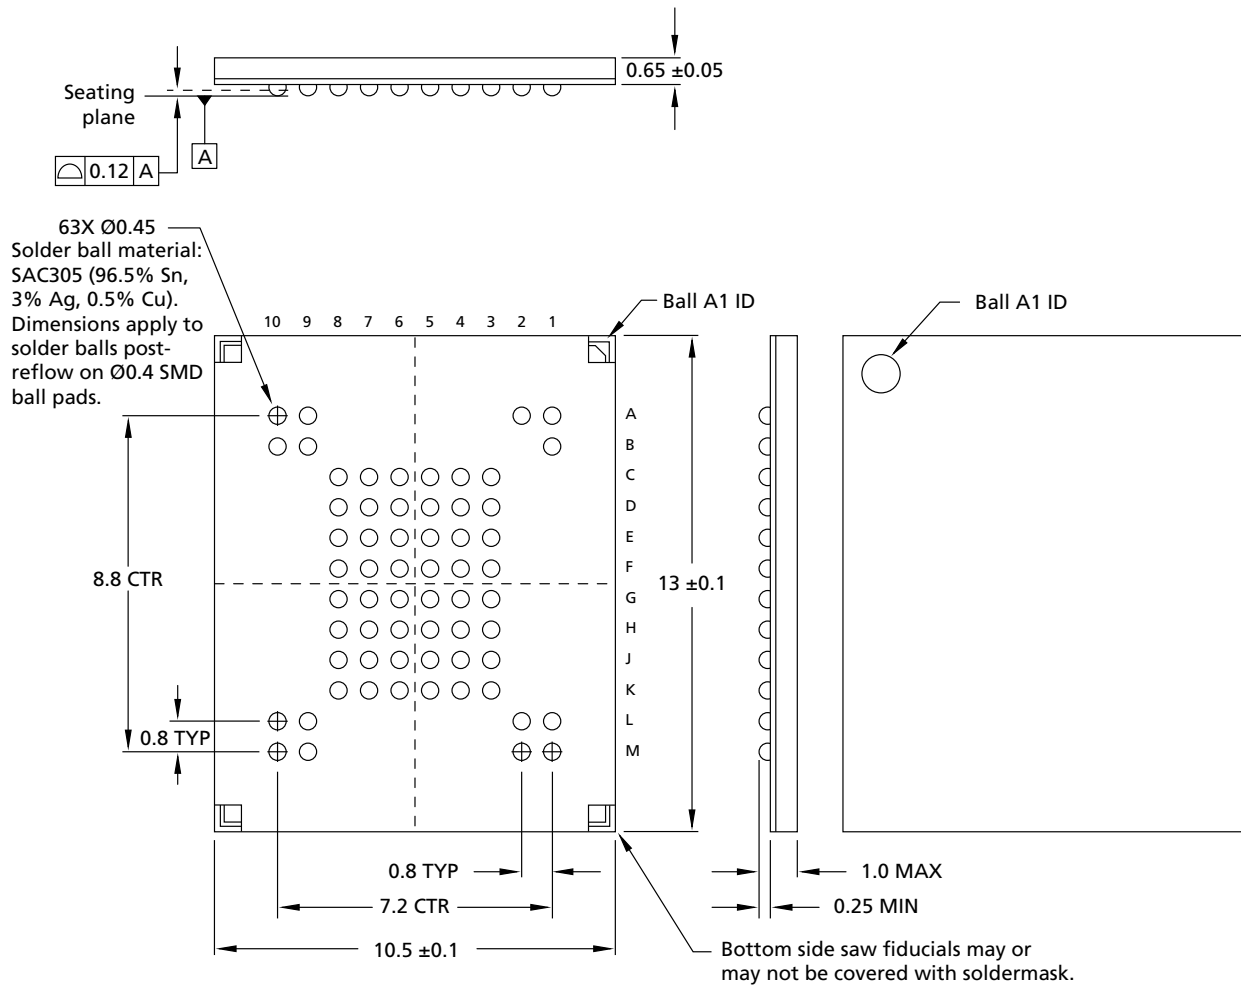 0.65 ±0.05
Seating
plane
0.12 A
A
63X Ø0.45
Solder ball material:
SAC305 (96.5% Sn,
3% Ag, 0.5% Cu).
Dimensions apply to
solder balls post-
reflow on Ø0.4 SMD
ball pads.
Ball A1 ID
Ball A1 ID
10 9 8 7 6 5 4 3 2 1
A
B
C
D
E
F
G
H
J
K
L
M
8.8 CTR
13 ±0.1
0.8 TYP
0.8 TYP
1.0 MAX
7.2 CTR
0.25 MIN
10.5 ±0.1
Bottom side saw fiducials may or
may not be covered with soldermask.